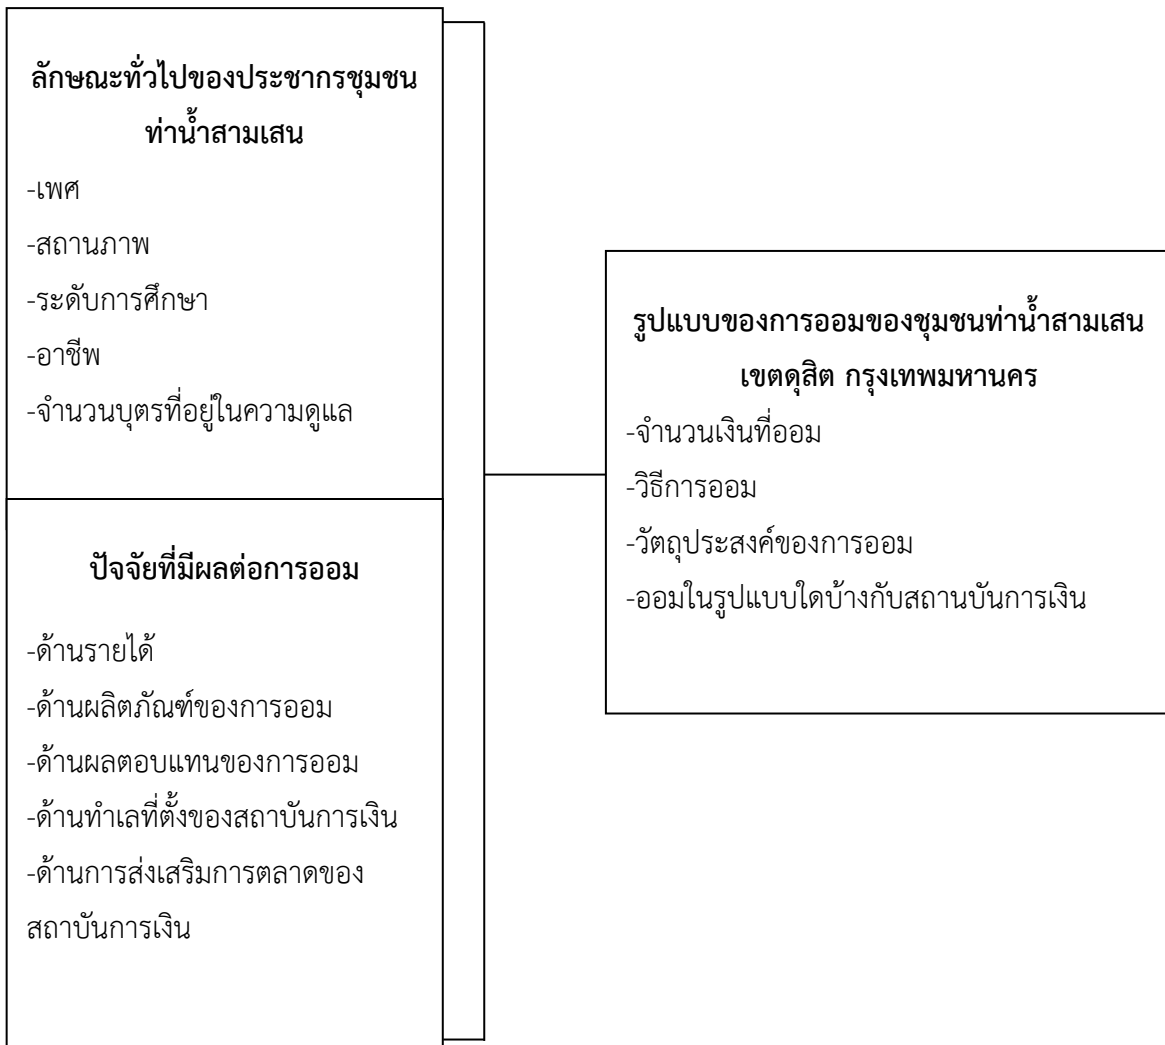 ลักษณะทั่วไปของประชากรชุมชน
ท่าน้ำสามเสน
-เพศ
-สถานภาพ
-ระดับการศึกษา
-อาชีพ
-จำนวนบุตรที่อยู่ในความดูแล
ปัจจัยที่มีผลต่อการออม
-ด้านรายได้
-ด้านผลิตภัณฑ์ของการออม
-ด้านผลตอบแทนของการออม
-ด้านทำเลที่ตั้งของสถาบันการเงิน
-ด้านการส่งเสริมการตลาดของ
สถาบันการเงิน
รูปแบบของการออมของชุมชนท่าน้ำสามเสน
เขตดุสิต กรุงเทพมหานคร
-จำนวนเงินที่ออม
-วิธีการออม
-วัตถุประสงค์ของการออม
-ออมในรูปแบบใดบ้างกับสถานบันการเงิน